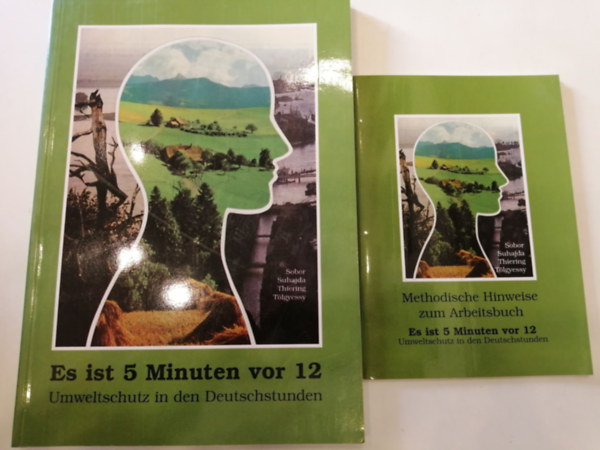 Sobor
Suhajda
Thiering
Tölgyessy
Es ist 5 Minuten vor 12
Umweltschutz in den Deutschstunden
Sobor
Suhajda
Thiering
Tölgyessy
Methodische Hinweise
zum Arbeitsbuch
Es ist 5 Minuten vor 12
Umweltschutz in den Deutschstunden